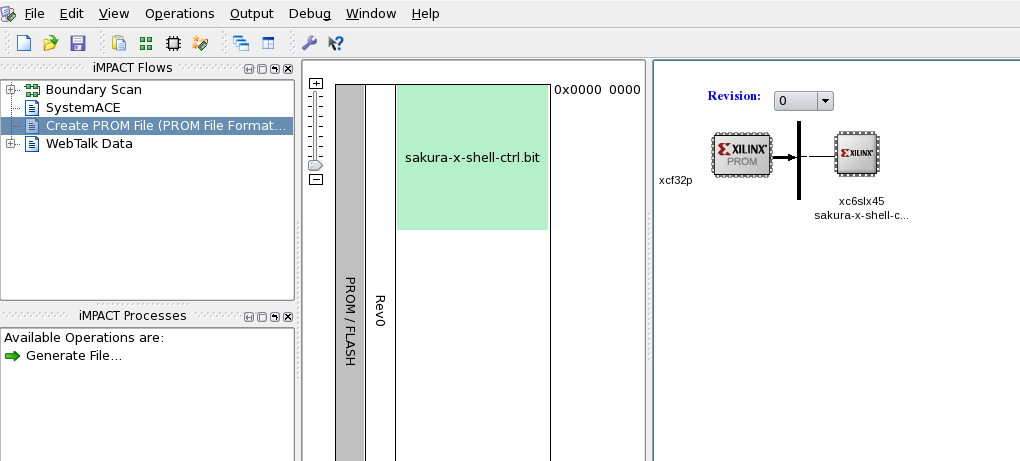 File Edit View Operations Output Debug Window Help
iMPACT Flows
Boundary Scan
SystemACE
Create PROM File (PROM File Format...
WebTalk Data
iMPACT Processes
Available Operations are:
Generate File...
0x0000 0000
sakura-x-shell-ctrl.bit
PROM / FLASH
Rev0
Revision: 0
XILINX
PROM
xcf32p
XILINX
xc6slx45
sakura-x-shell-c...